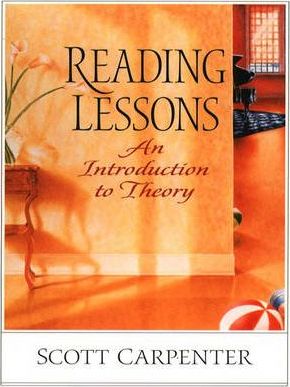 READING
LESSONS
An
Introduction
to Theory
SCOTT CARPENTER